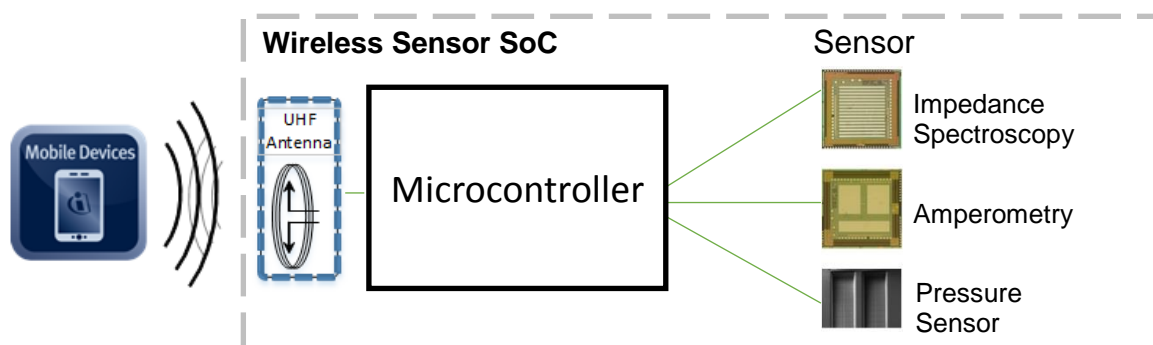 Wireless Sensor SoC
Sensor
UHF
Antenna
Mobile Devices
Microcontroller
Impedance
Spectroscopy
Amperometry
Pressure
Sensor